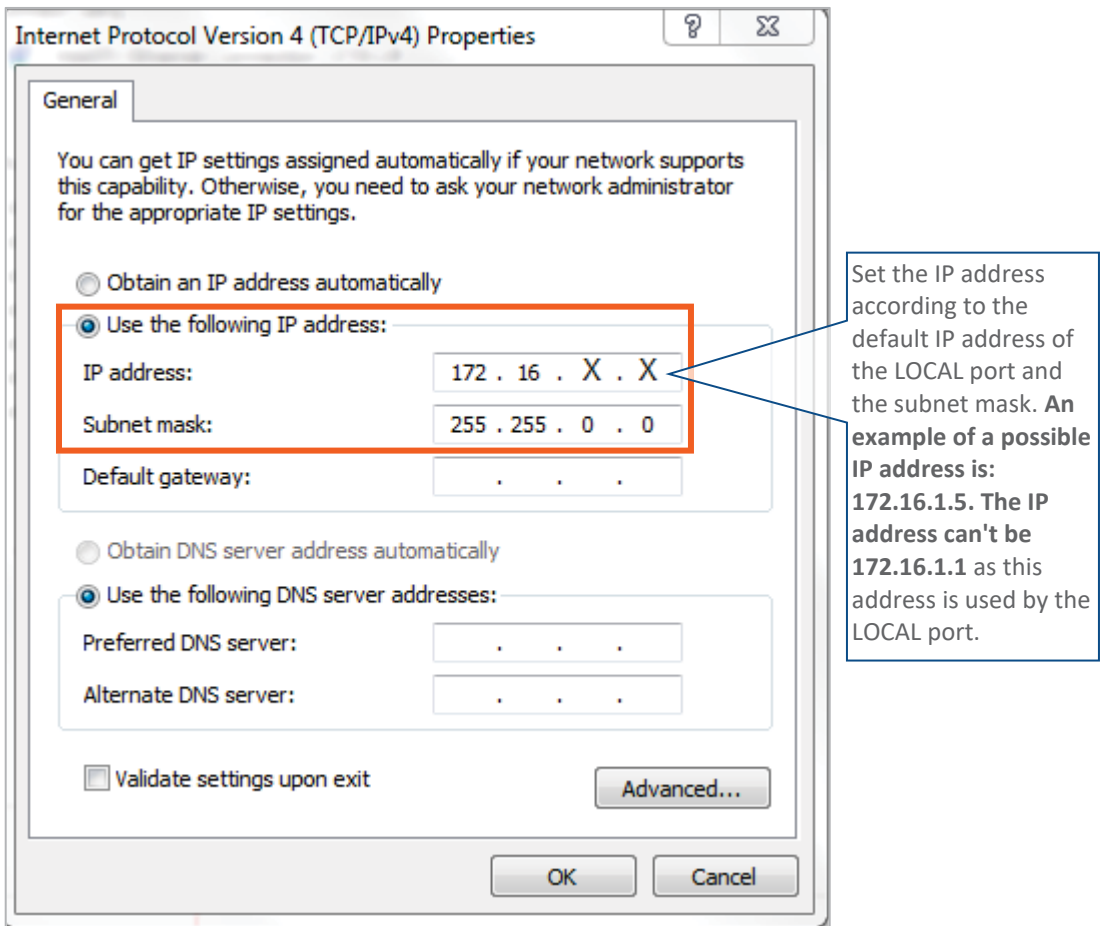 Internet Protocol Version 4 (TCP/IPv4) Properties
General
You can get IP settings assigned automatically if your network supports
this capability. Otherwise, you need to ask your network administrator
for the appropriate IP settings.
Obtain an IP address automatically
Use the following IP address:
IP address: 172 . 16 . X . X
Subnet mask: 255 . 255 . 0 . 0
Default gateway: . . .
Obtain DNS server address automatically
Use the following DNS server addresses:
Preferred DNS server: . . .
Alternate DNS server: . . .
Validate settings upon exit
Advanced...
OK Cancel
Set the IP address
according to the
default IP address of
the LOCAL port and
the subnet mask. An
example of a possible
IP address is:
172.16.1.5. The IP
address can't be
172.16.1.1 as this
address is used by the
LOCAL port.